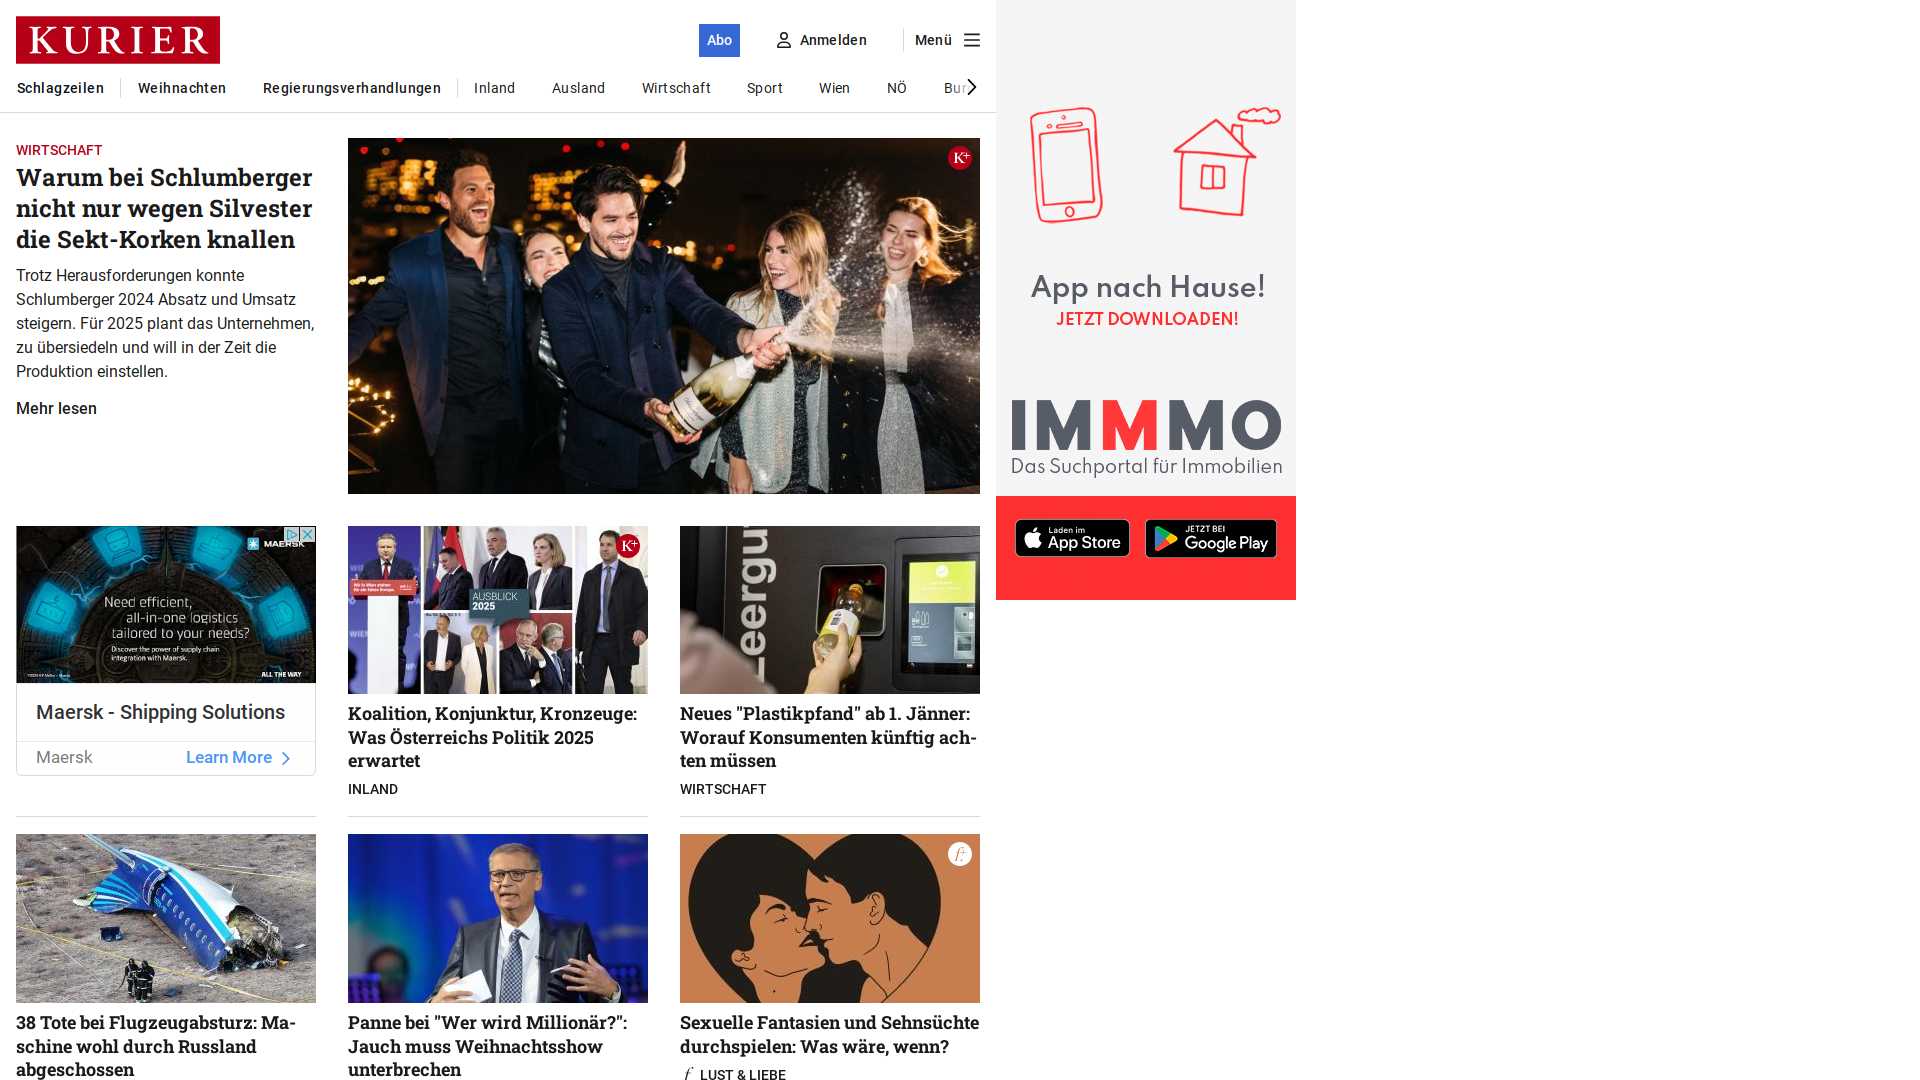 KURIER
Abo
Anmelden
Menü
Schlagzeilen
Weihnachten
Regierungsverhandlungen
Inland
Ausland
Wirtschaft
Sport
Wien
NÖ
WIRTSCHAFT
Warum bei Schlumberger
nicht nur wegen Silvester
die Sekt-Korken knallen
Trotz Herausforderungen konnte
Schlumberger 2024 Absatz und Umsatz
steigern. Für 2025 plant das Unternehmen,
zu übersiedeln und will in der Zeit die
Produktion einstellen.
Mehr lesen
K+
App nach Hause!
JETZT DOWNLOADEN!
IMMMO
Das Suchportal für Immobilien
Laden im
App Store
JETZT BEI
Google Play
MAERSK
Need efficient,
all-in-one logistics
tailored to your needs?
Discover the power of supply chain
integration with Maersk.
ALL THE WAY
Maersk - Shipping Solutions
Maersk
Learn More
K+
AUSBLICK
2025
Koalition, Konjunktur, Kronzeuge:
Was Österreichs Politik 2025
erwartet
INLAND
Leergu
Neues "Plastikpfand" ab 1. Jänner:
Worauf Konsumenten künftig ach-
ten müssen
WIRTSCHAFT
38 Tote bei Flugzeugabsturz: Ma-
schine wohl durch Russland
abgeschossen
Panne bei "Wer wird Millionär?":
Jauch muss Weihnachtsshow
unterbrechen
f+
Sexuelle Fantasien und Sehnsüchte
durchspielen: Was wäre, wenn?
f LUST & LIEBE